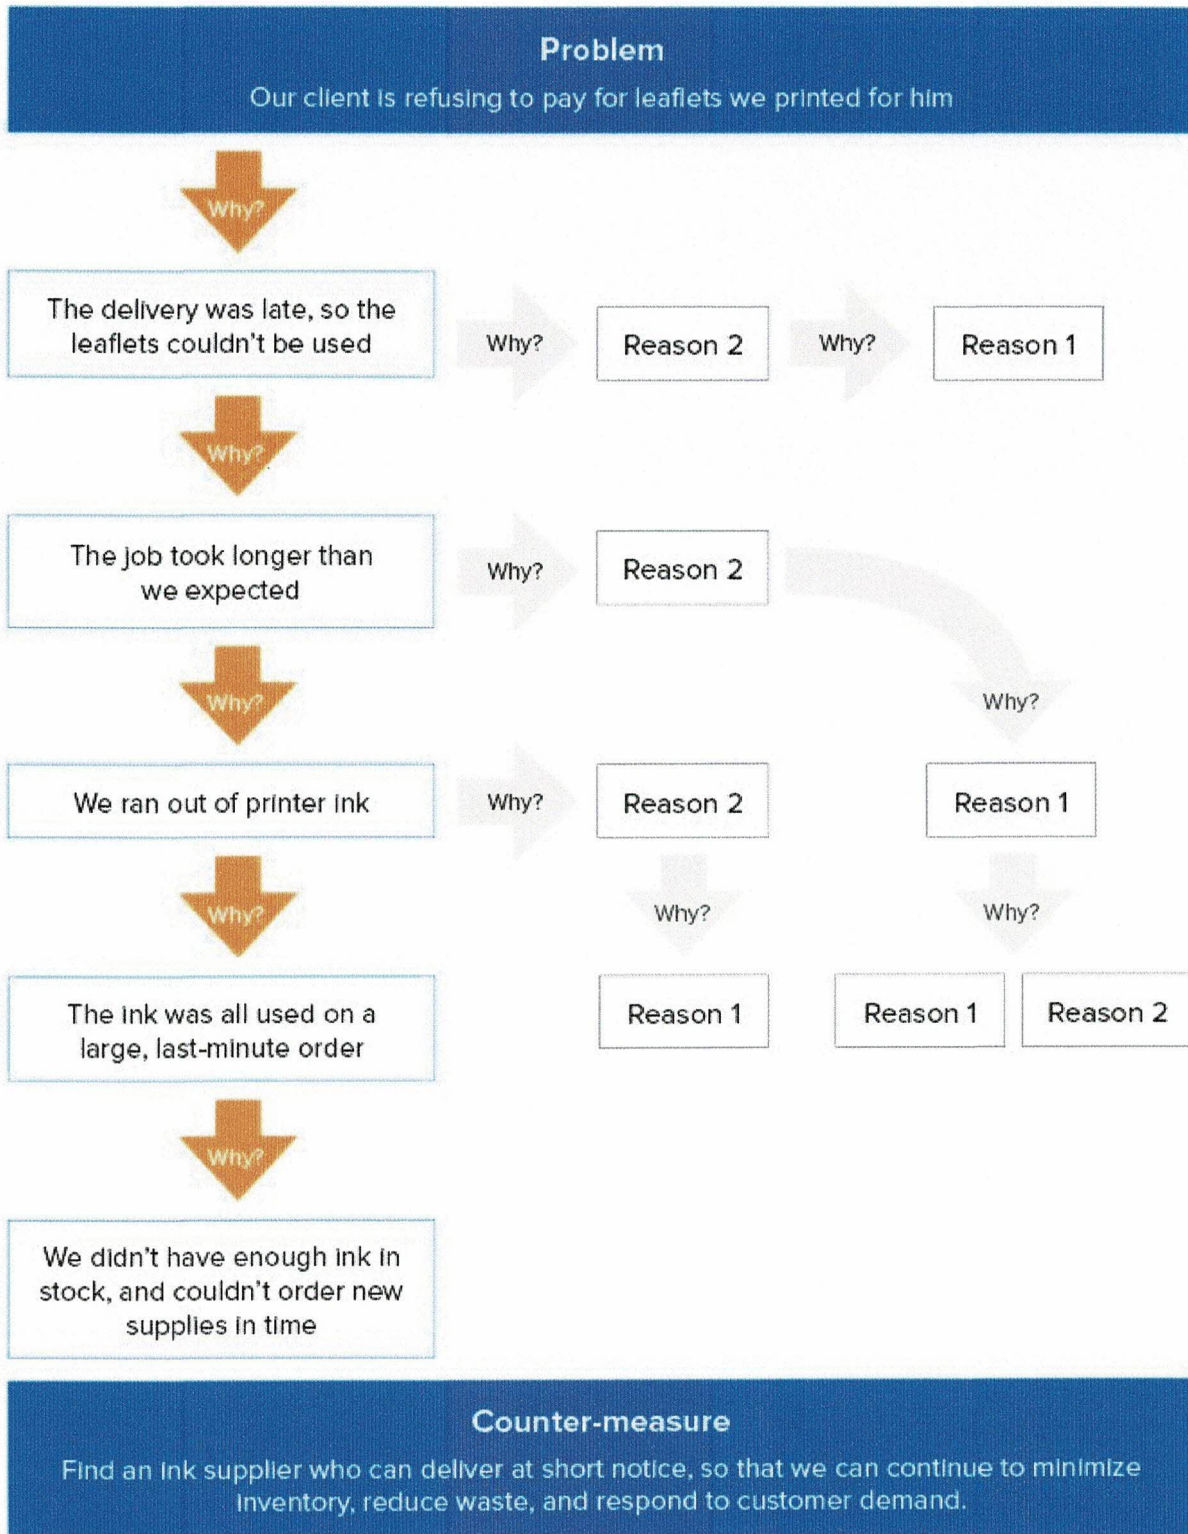 Problem
Our client is refusing to pay for leaflets we printed for him
Why?
The delivery was late, so the
leaflets couldn't be used
Why?
Reason 2
Why?
Reason 1
Why?
The job took longer than
we expected
Why?
Reason 2
Why?
Why?
We ran out of printer ink
Why?
Reason 2
Reason 1
Why?
Why?
Why?
The ink was all used on a
large, last-minute order
Reason 1
Reason 1
Reason 2
Why?
We didn't have enough ink in
stock, and couldn't order new
supplies in time
Counter-measure
Find an ink supplier who can deliver at short notice, so that we can continue to minimize
inventory, reduce waste, and respond to customer demand.